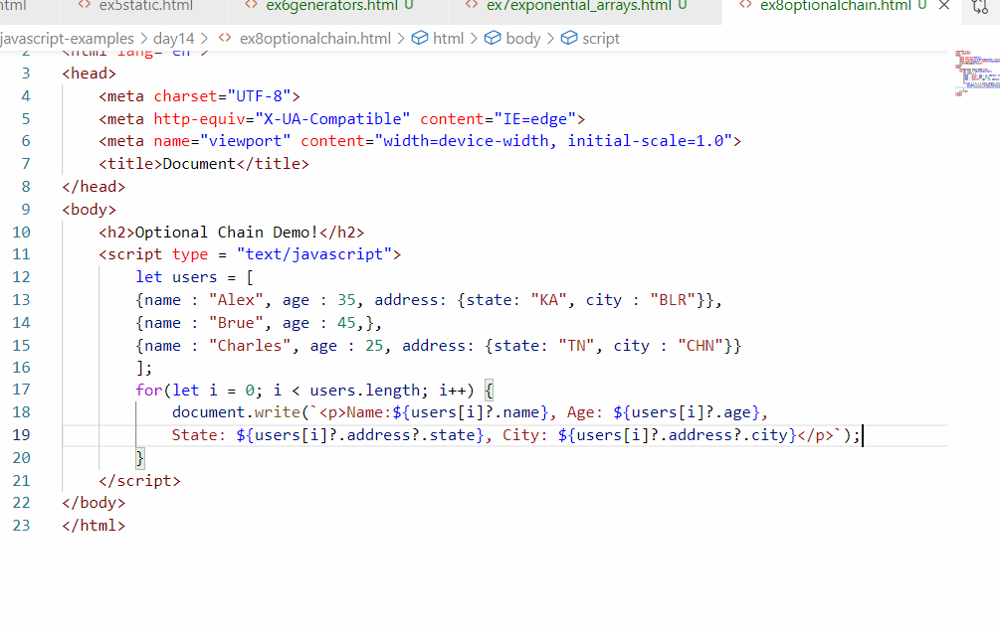 html ex5static.html ex6generators.html U ex7exponential_arrays.html U ex8optionalchain.html U
javascript-examples > day14 > ex8optionalchain.html > html > body > script
2 <html lang="en">
3 <head>
4 <meta charset="UTF-8">
5 <meta http-equiv="X-UA-Compatible" content="IE=edge">
6 <meta name="viewport" content="width=device-width, initial-scale=1.0">
7 <title>Document</title>
8 </head>
9 <body>
10 <h2>Optional Chain Demo!</h2>
11 <script type = "text/javascript">
12 let users = [
13 {name : "Alex", age : 35, address: {state: "KA", city : "BLR"}},
14 {name : "Brue", age : 45,},
15 {name : "Charles", age : 25, address: {state: "TN", city : "CHN"}}
16 ];
17 for(let i = 0; i < users.length; i++) {
18 document.write(`<p>Name:${users[i]?.name}, Age: ${users[i]?.age},
19 State: ${users[i]?.address?.state}, City: ${users[i]?.address?.city}</p>`);
20 }
21 </script>
22 </body>
23 </html>